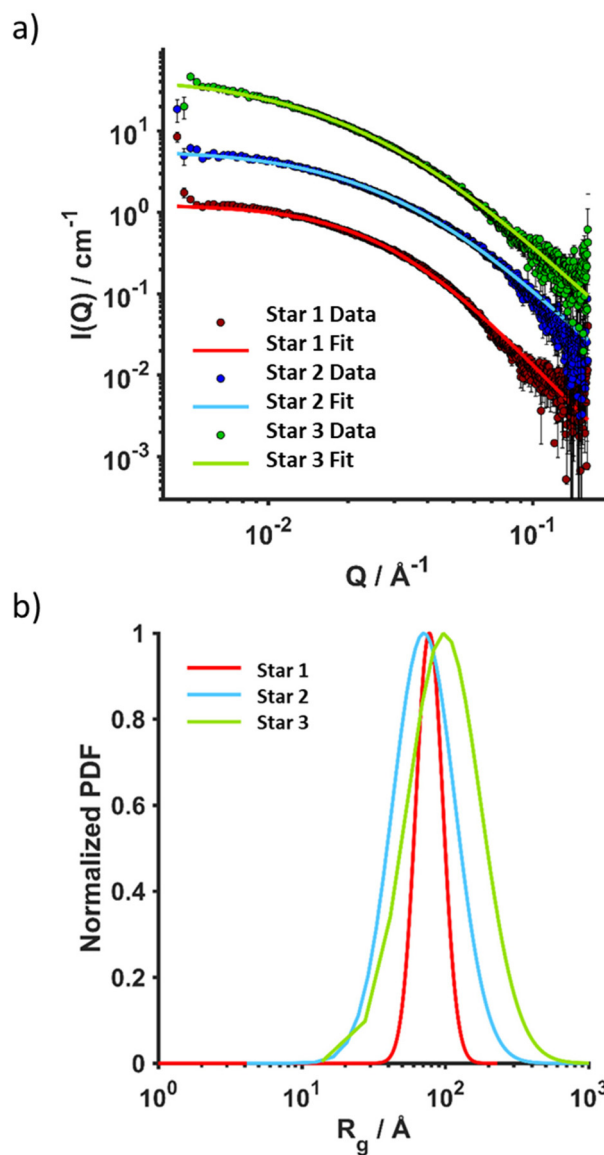 a)
I(Q) / cm⁻¹
10¹
10⁰
10⁻¹
10⁻²
10⁻³
Star 1 Data
Star 1 Fit
Star 2 Data
Star 2 Fit
Star 3 Data
Star 3 Fit
10⁻² 10⁻¹
Q / Å⁻¹
b)
Normalized PDF
1
0.8
0.6
0.4
0.2
0
Star 1
Star 2
Star 3
10⁰ 10¹ 10² 10³
R_g / Å